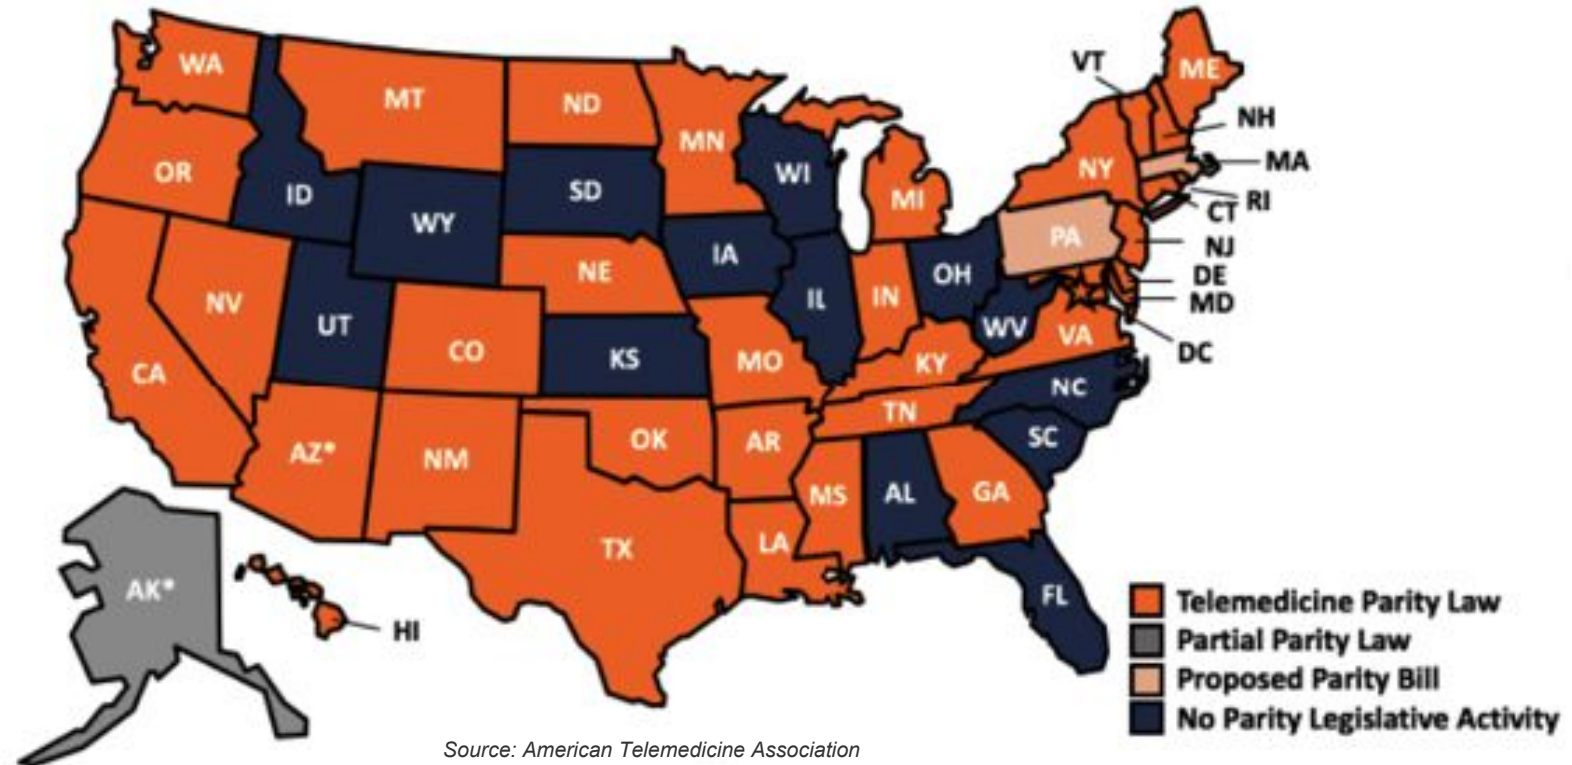 WA
MT
ND
MN
VT
ME
NH
OR
ID
WY
SD
WI
MI
NY
MA
RI
CT
NV
UT
NE
IA
PA
NJ
CA
CO
KS
MO
IL
IN
OH
DE
MD
WV
VA
DC
KY
NC
AZ*
NM
OK
AR
TN
SC
TX
LA
MS
AL
GA
FL
AK*
HI
Telemedicine Parity Law
Partial Parity Law
Proposed Parity Bill
No Parity Legislative Activity
Source: American Telemedicine Association